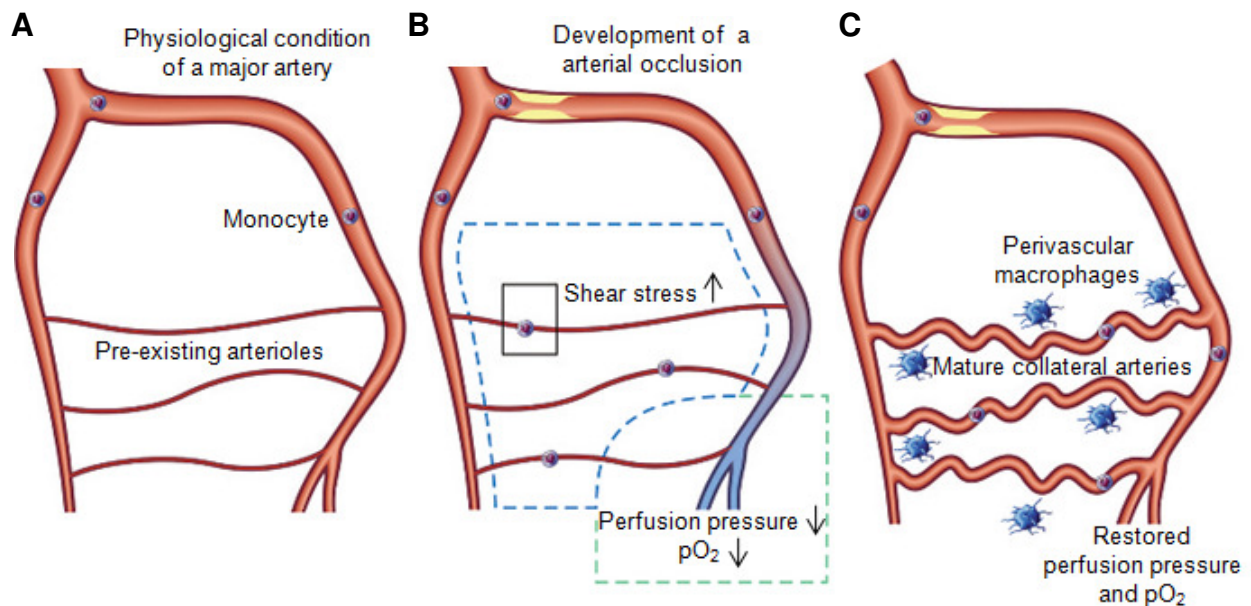 A
Physiological condition
of a major artery
Monocyte
Pre-existing arterioles
B
Development of a
arterial occlusion
Shear stress ↑
Perfusion pressure ↓
pO₂ ↓
C
Perivascular
macrophages
Mature collateral arteries
Restored
perfusion pressure
and pO₂